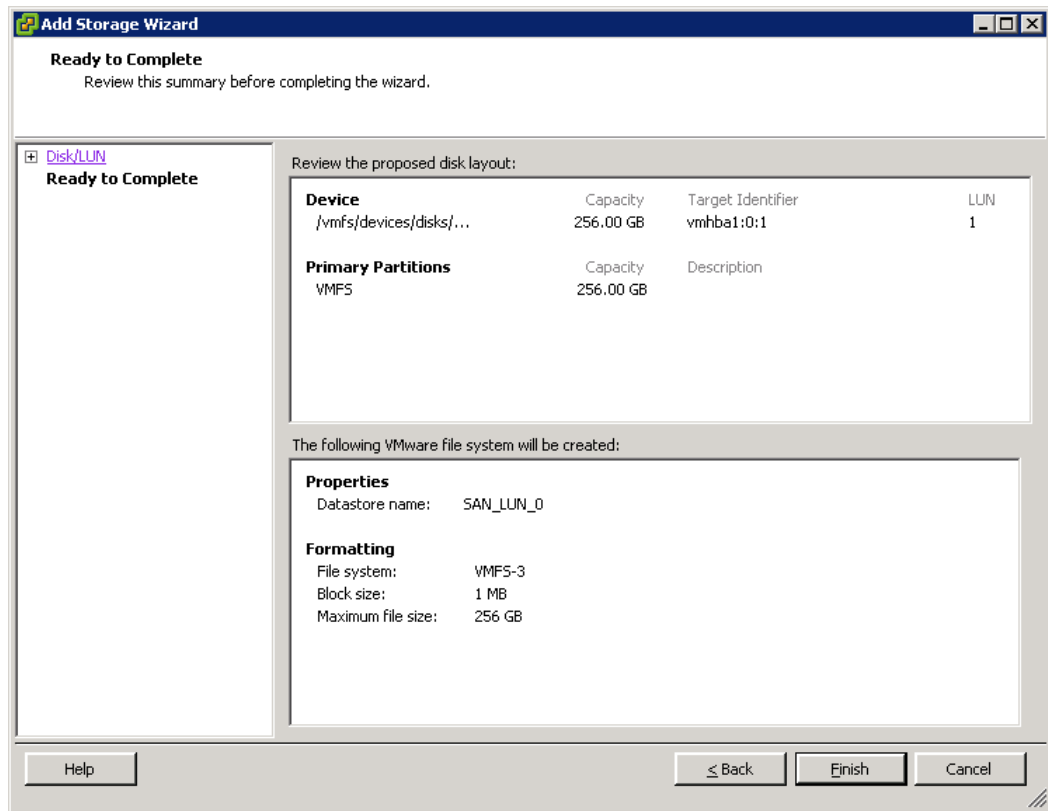 Add Storage Wizard
Ready to Complete
Review this summary before completing the wizard.
Disk/LUN
Ready to Complete
Review the proposed disk layout:
Device Capacity Target Identifier LUN
/vmfs/devices/disks/... 256.00 GB vmhba1:0:1 1
Primary Partitions Capacity Description
VMFS 256.00 GB
The following VMware file system will be created:
Properties
Datastore name: SAN_LUN_0
Formatting
File system: VMFS-3
Block size: 1 MB
Maximum file size: 256 GB
Help < Back Finish Cancel